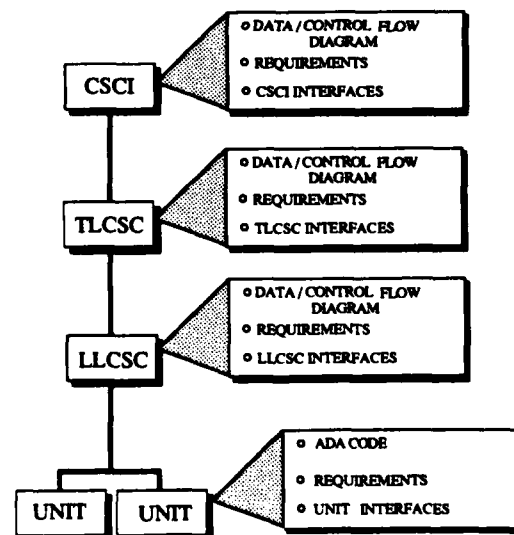 CSCI
o DATA / CONTROL FLOW
DIAGRAM
o REQUIREMENTS
o CSCI INTERFACES
TLCSC
o DATA / CONTROL FLOW
DIAGRAM
o REQUIREMENTS
o TLCSC INTERFACES
LLCSC
o DATA / CONTROL FLOW
DIAGRAM
o REQUIREMENTS
o LLCSC INTERFACES
UNIT
UNIT
o ADA CODE
o REQUIREMENTS
o UNIT INTERFACES